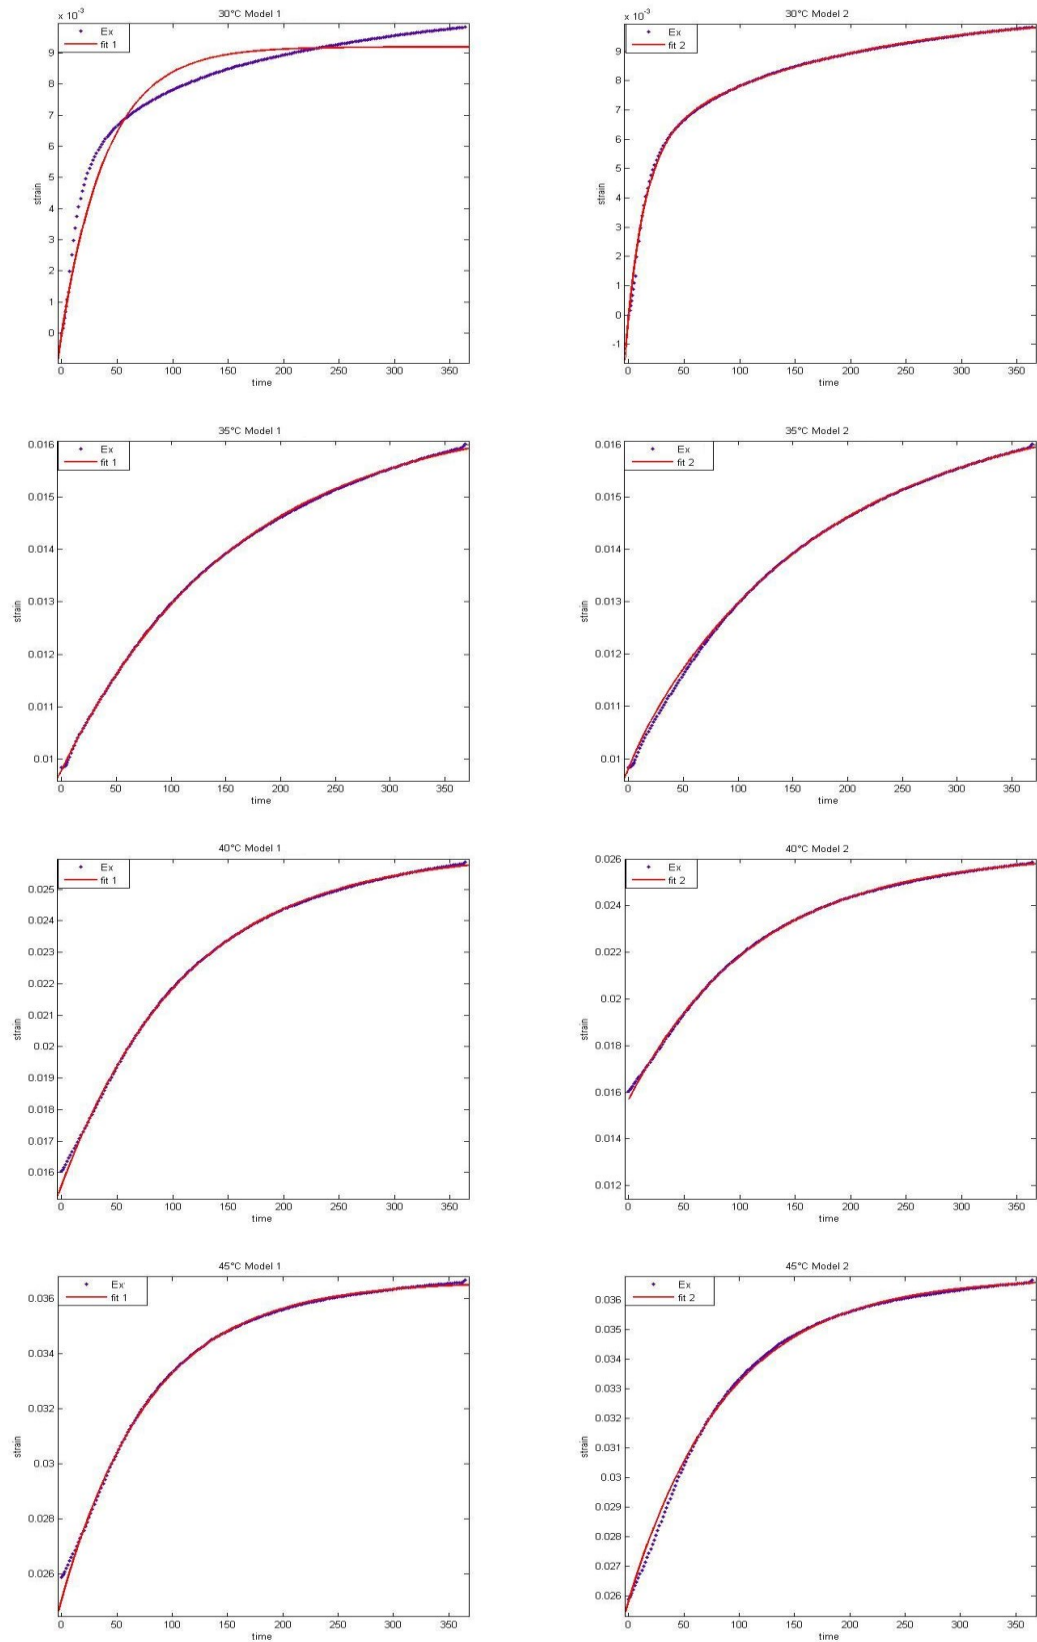 x 10⁻³
30°C Model 1
Ex
fit 1
9
8
7
6
5
4
3
2
1
0
strain
0 50 100 150 200 250 300 350
time
x 10⁻³
30°C Model 2
Ex
fit 2
9
8
7
6
5
4
3
2
1
0
-1
strain
0 50 100 150 200 250 300 350
time
35°C Model 1
Ex
fit 1
0.016
0.015
0.014
0.013
0.012
0.011
0.01
strain
0 50 100 150 200 250 300 350
time
35°C Model 2
Ex
fit 2
0.016
0.015
0.014
0.013
0.012
0.011
0.01
strain
0 50 100 150 200 250 300 350
time
40°C Model 1
Ex
fit 1
0.025
0.024
0.023
0.022
0.021
0.02
0.019
0.018
0.017
0.016
strain
0 50 100 150 200 250 300 350
time
40°C Model 2
Ex
fit 2
0.026
0.024
0.022
0.02
0.018
0.016
0.014
0.012
strain
0 50 100 150 200 250 300 350
time
45°C Model 1
Ex
fit 1
0.036
0.034
0.032
0.03
0.028
0.026
strain
0 50 100 150 200 250 300 350
time
45°C Model 2
Ex
fit 2
0.036
0.035
0.034
0.033
0.032
0.031
0.03
0.029
0.028
0.027
0.026
strain
0 50 100 150 200 250 300 350
time